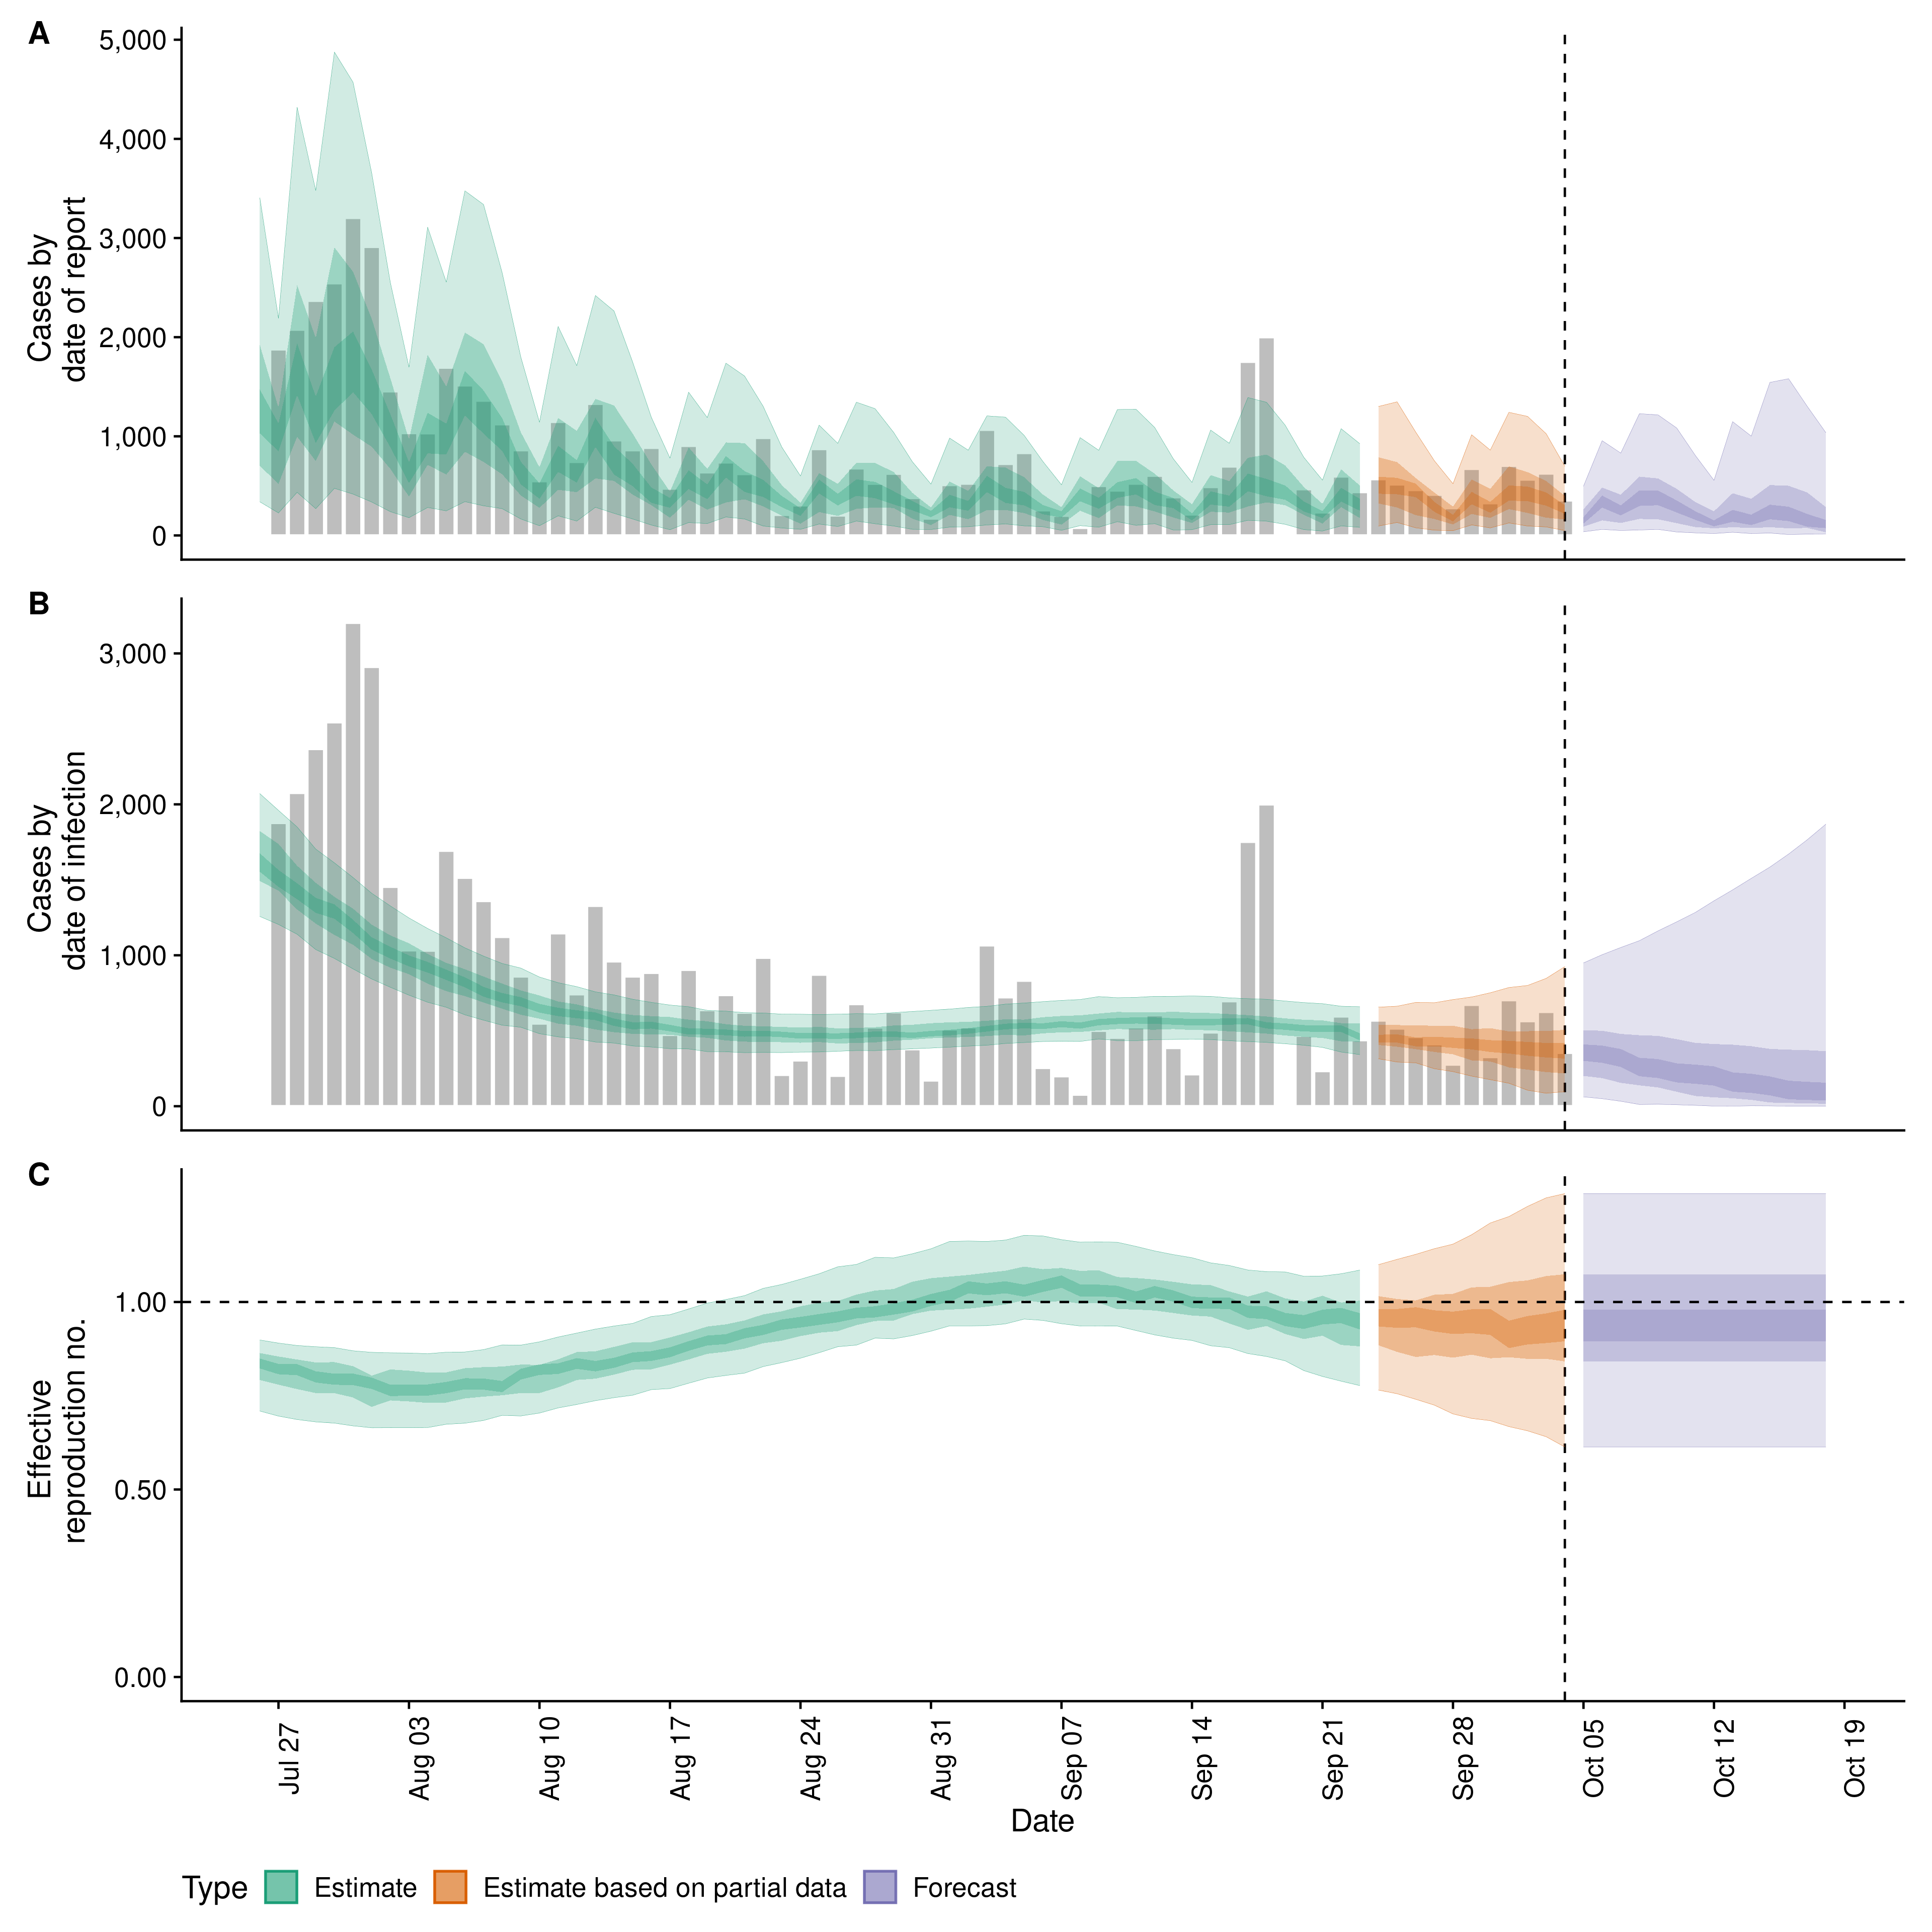 A
5,000
4,000
3,000
2,000
1,000
0
Cases by
date of report
B
3,000
2,000
1,000
0
Cases by
date of infection
C
1.00
0.50
0.00
Effective
reproduction no.
Jul 27
Aug 03
Aug 10
Aug 17
Aug 24
Aug 31
Sep 07
Sep 14
Sep 21
Sep 28
Oct 05
Oct 12
Oct 19
Date
Type Estimate Estimate based on partial data Forecast